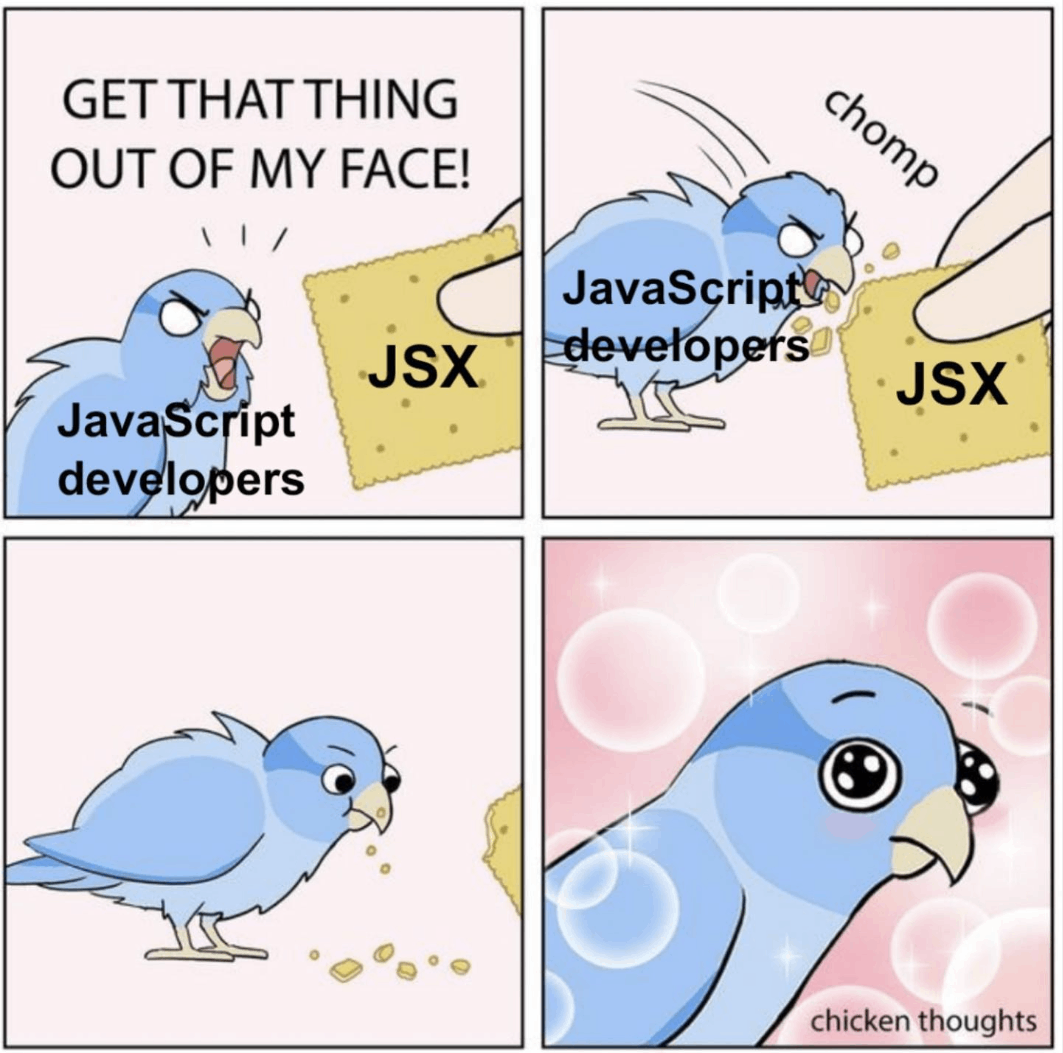 GET THAT THING
OUT OF MY FACE!
JSX
JavaScript
developers
chomp
JavaScript
developers
JSX
chicken thoughts